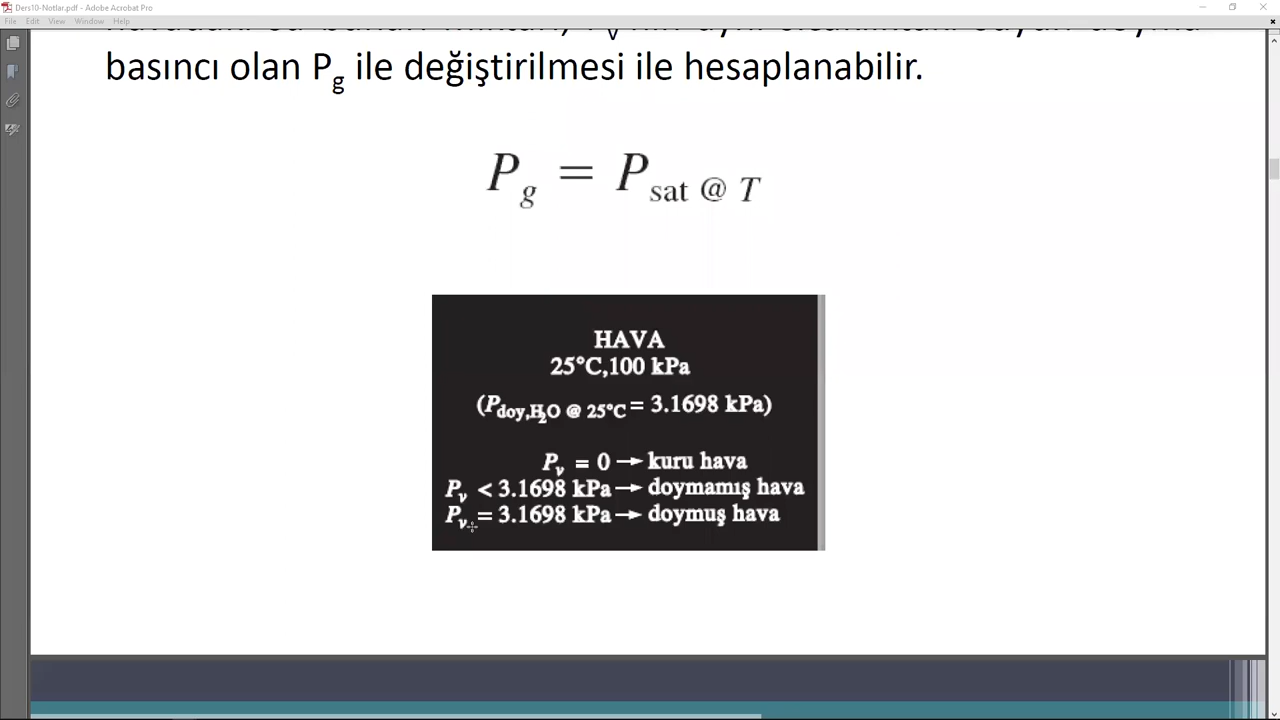 Ders10-Notlar.pdf - Adobe Acrobat Pro
File Edit View Window Help
basıncı olan Pg ile değiştirilmesi ile hesaplanabilir.
Pg = Psat @ T
HAVA
25°C,100 kPa
(Pdoy,H2O @ 25°C = 3.1698 kPa)
Pv = 0 → kuru hava
Pv < 3.1698 kPa → doymamış hava
Pv = 3.1698 kPa → doymuş hava